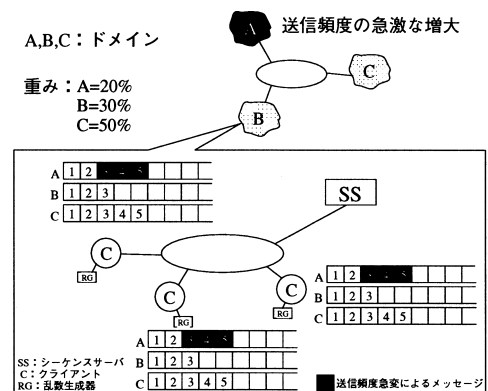 送信頻度の急激な増大
A,B,C：ドメイン
A
C
B
重み：A=20%
B=30%
C=50%
A 1 2
B 1 2 3
C 1 2 3 4 5
SS
C
RG
C
RG
C
RG
A 1 2
B 1 2 3
C 1 2 3 4 5
A 1 2
B 1 2 3
C 1 2 3 4 5
SS：シーケンスサーバ
C：クライアント
RG：乱数生成器
送信頻度急変によるメッセージ